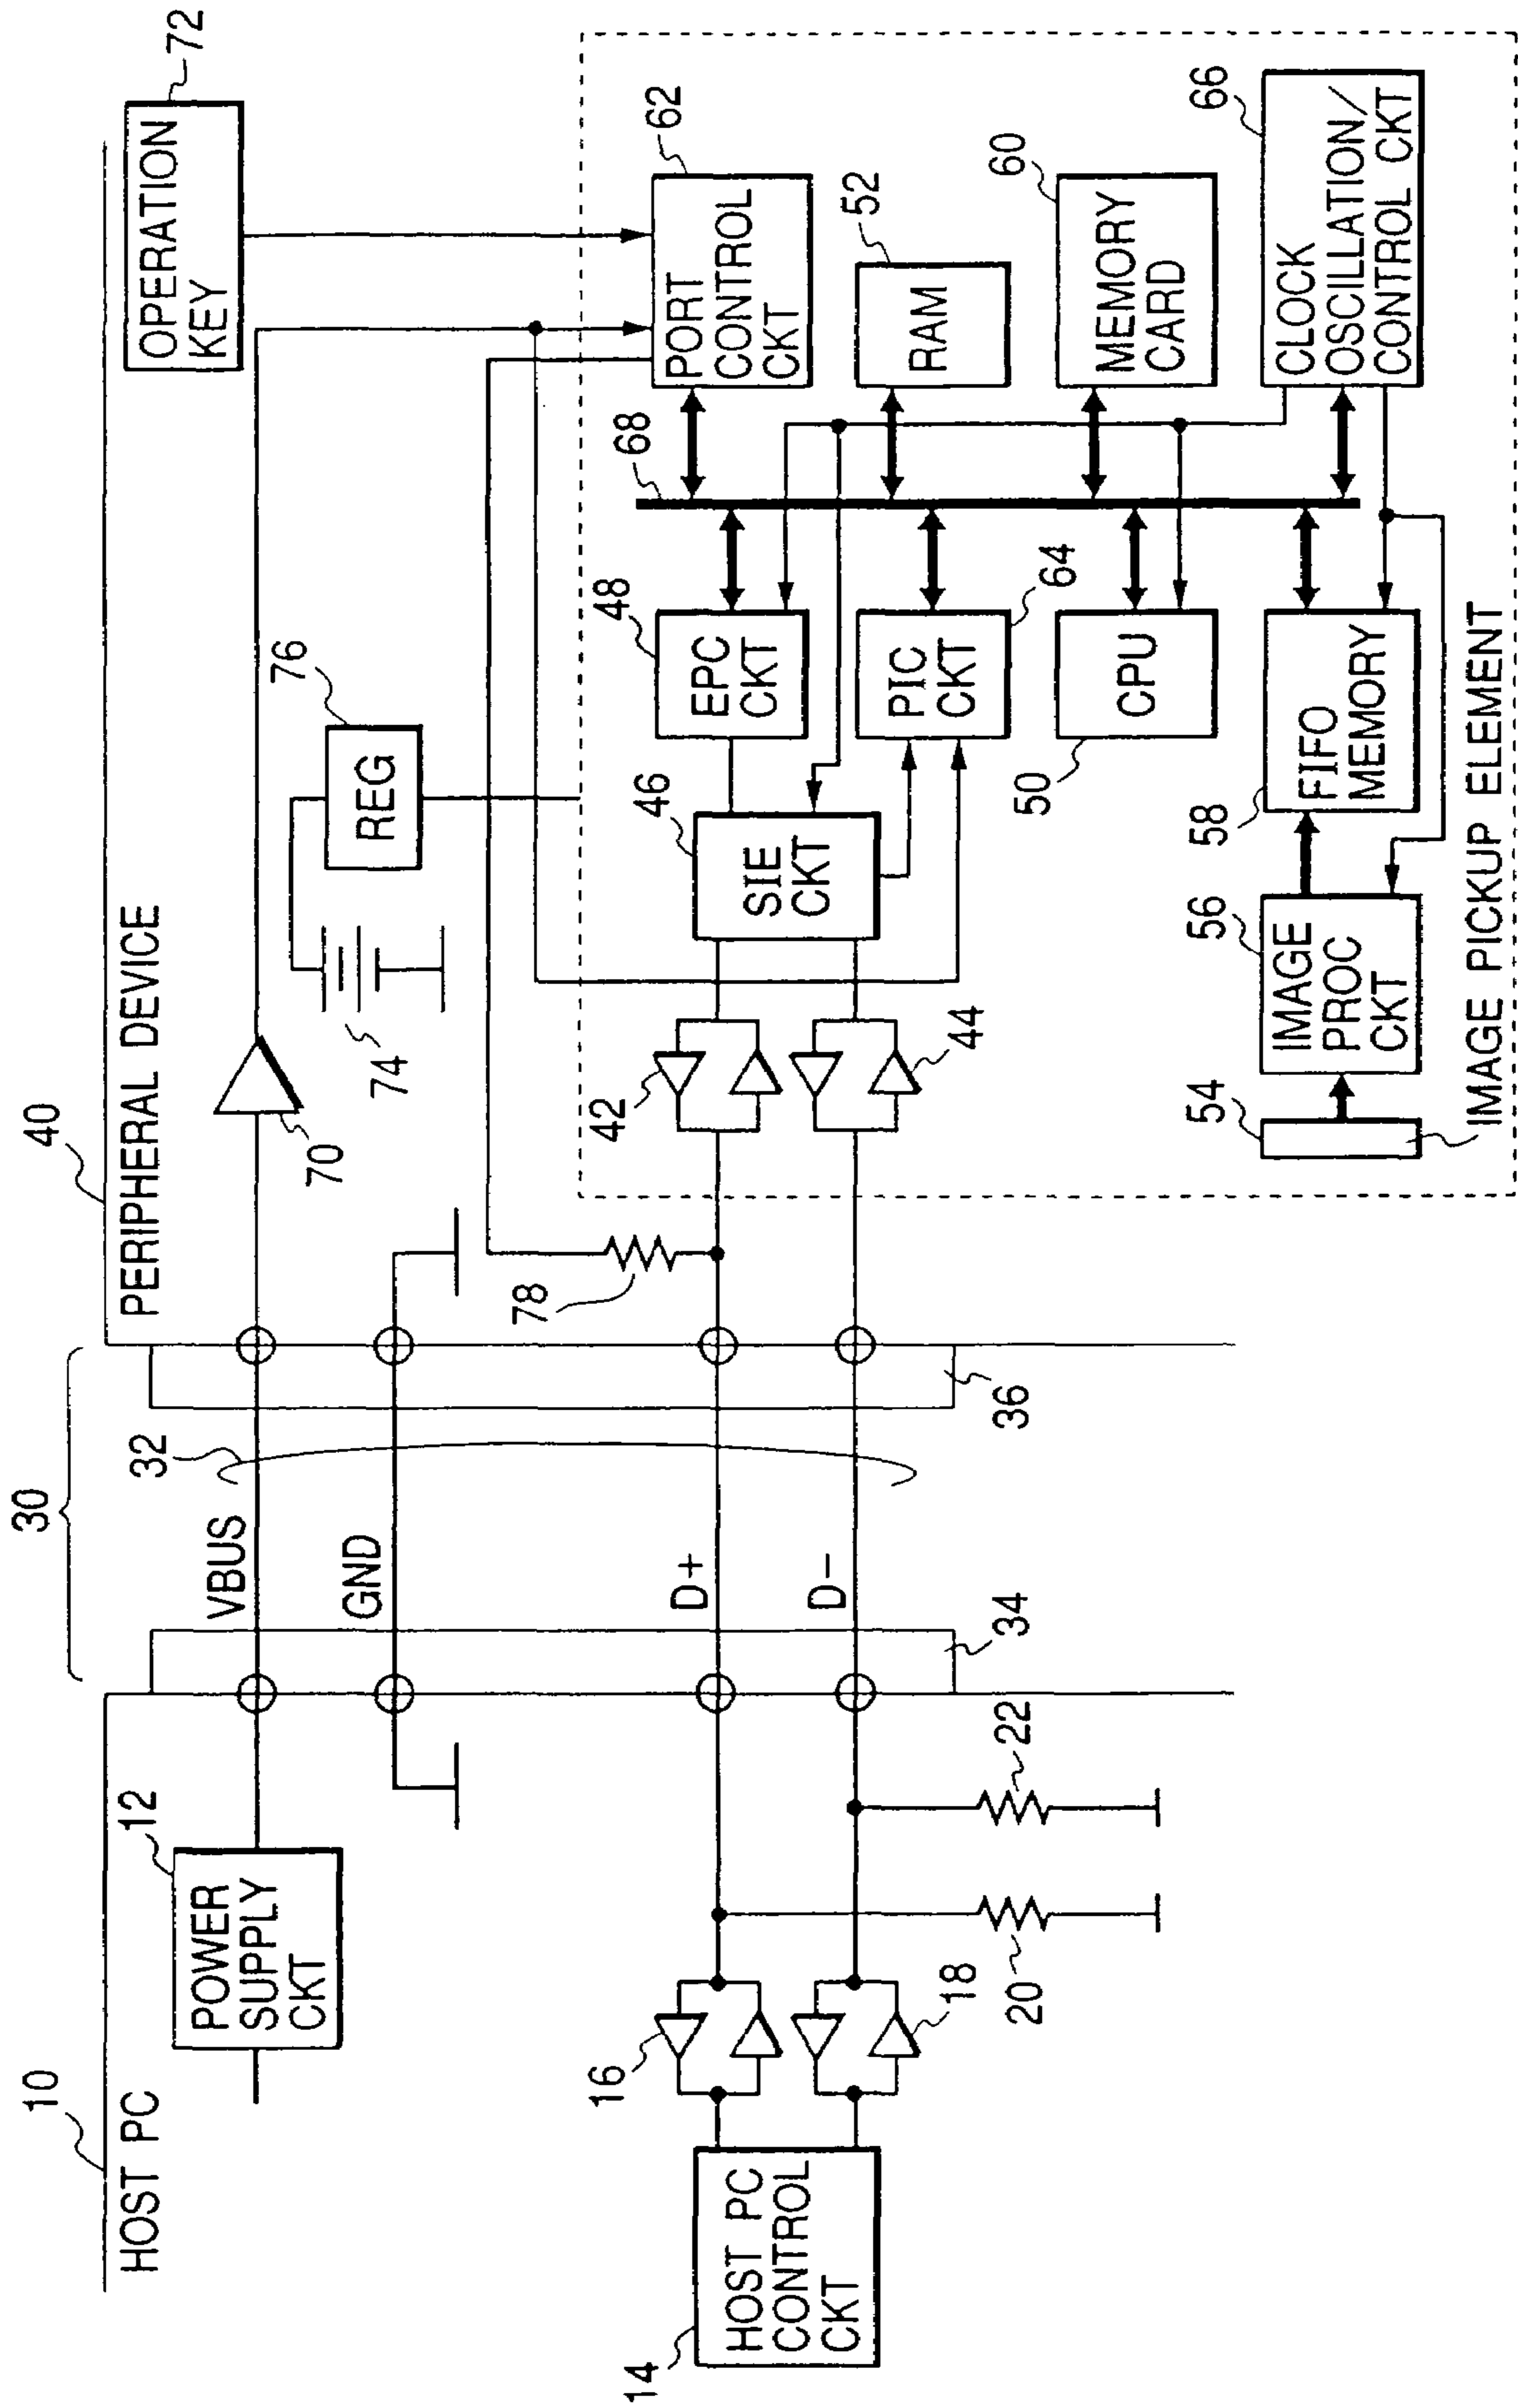 10
HOST PC
12
POWER
SUPPLY
CKT
14
HOST PC
CONTROL
CKT
16
18
20
22
30
32
34
36
VBUS
GND
D+
D-
40
PERIPHERAL DEVICE
70
74
76
REG
72
OPERATION
KEY
78
42
44
46
SIE
CKT
48
EPC
CKT
68
62
PORT
CONTROL
CKT
64
PIC
CKT
52
RAM
50
CPU
60
MEMORY
CARD
54
56
IMAGE
PROC
CKT
58
FIFO
MEMORY
66
CLOCK
OSCILLATION/
CONTROL CKT
IMAGE PICKUP ELEMENT